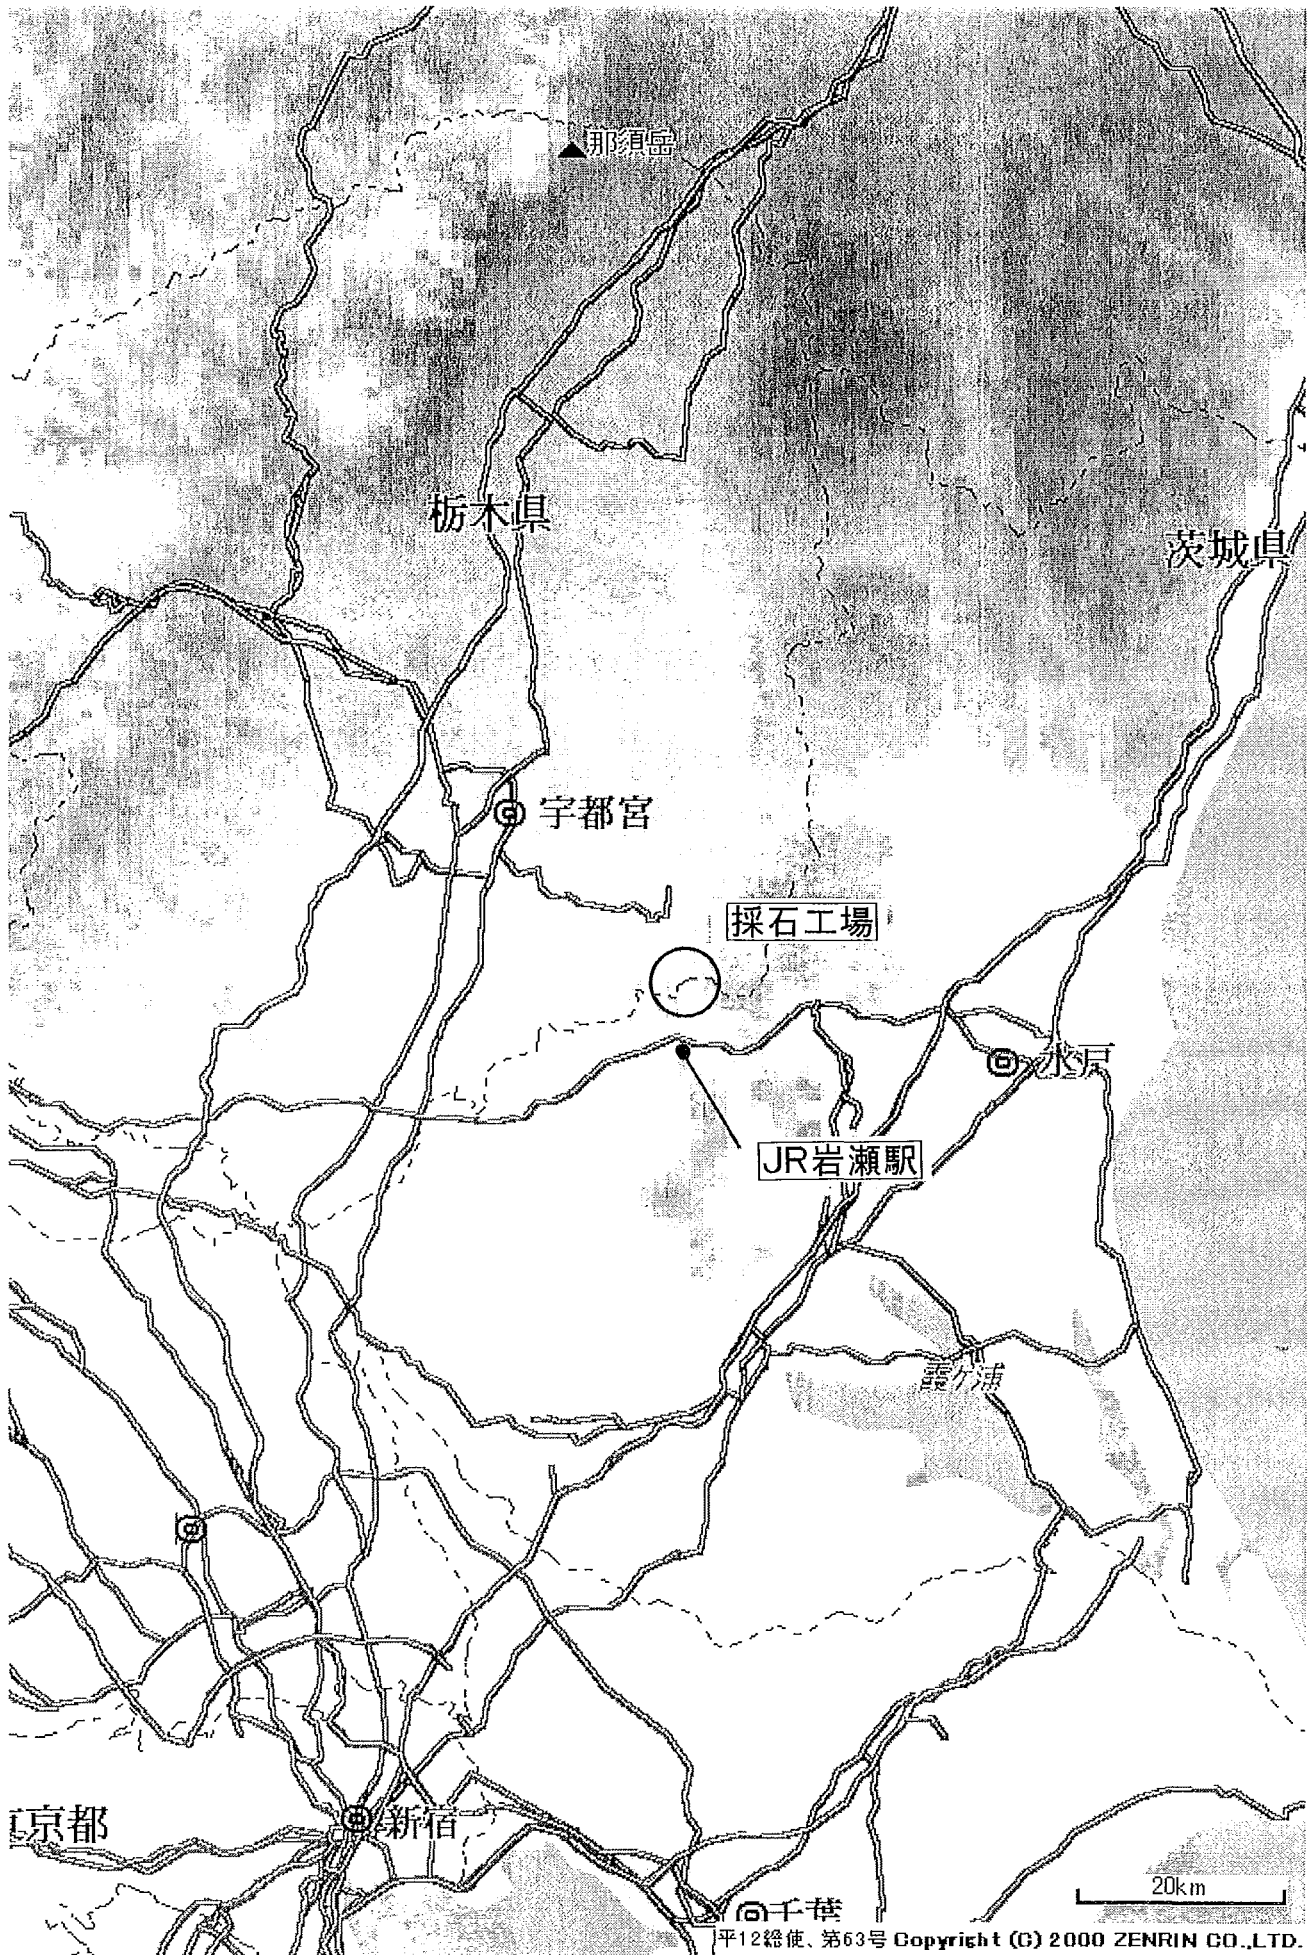 那須岳
栃木県
茨城県
宇都宮
採石工場
水戸
JR岩瀬駅
霞ケ浦
京都
新宿
20km
千葉
平12総使、第63号 Copyright (C) 2000 ZENRIN CO.,LTD.